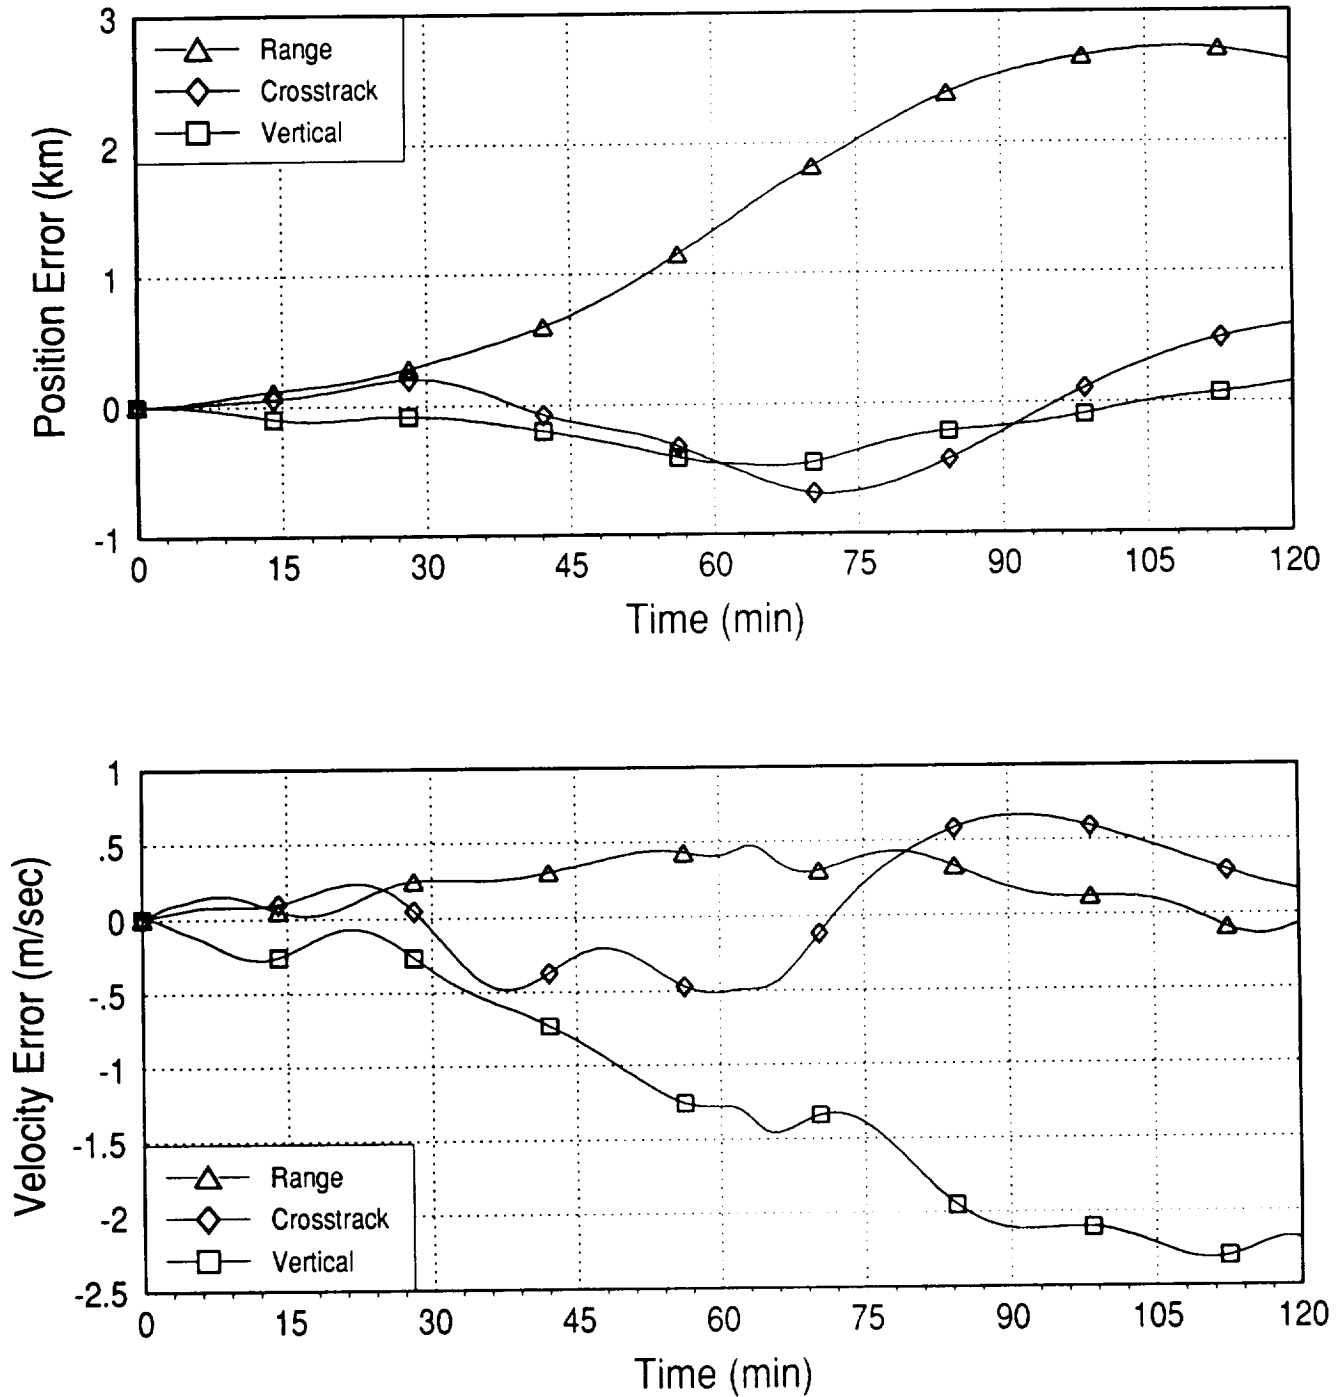 3
2
1
0
-1
Position Error (km)
Range
Crosstrack
Vertical
0 15 30 45 60 75 90 105 120
Time (min)
1
.5
0
-.5
-1
-1.5
-2
-2.5
Velocity Error (m/sec)
Range
Crosstrack
Vertical
0 15 30 45 60 75 90 105 120
Time (min)